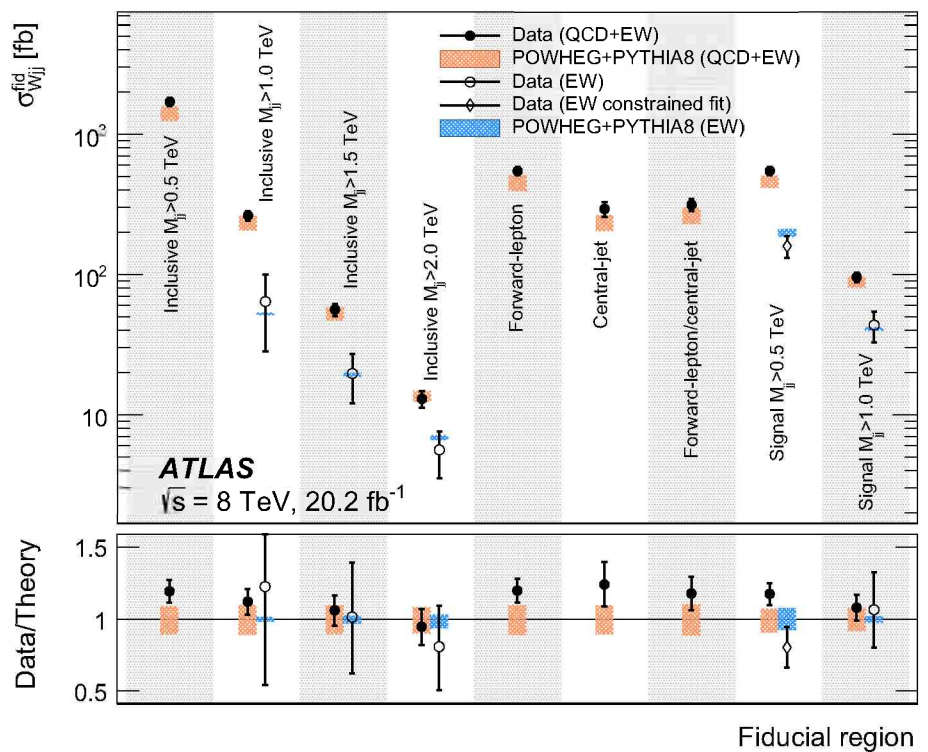 σ^fid_Wjj [fb]
Data (QCD+EW)
POWHEG+PYTHIA8 (QCD+EW)
Data (EW)
Data (EW constrained fit)
POWHEG+PYTHIA8 (EW)
10^3
10^2
10
Inclusive M_jj>0.5 TeV
Inclusive M_jj>1.0 TeV
Inclusive M_jj>1.5 TeV
Inclusive M_jj>2.0 TeV
Forward-lepton
Central-jet
Forward-lepton/central-jet
Signal M_jj>0.5 TeV
Signal M_jj>1.0 TeV
ATLAS
√s = 8 TeV, 20.2 fb^-1
Data/Theory
1.5
1
0.5
Fiducial region